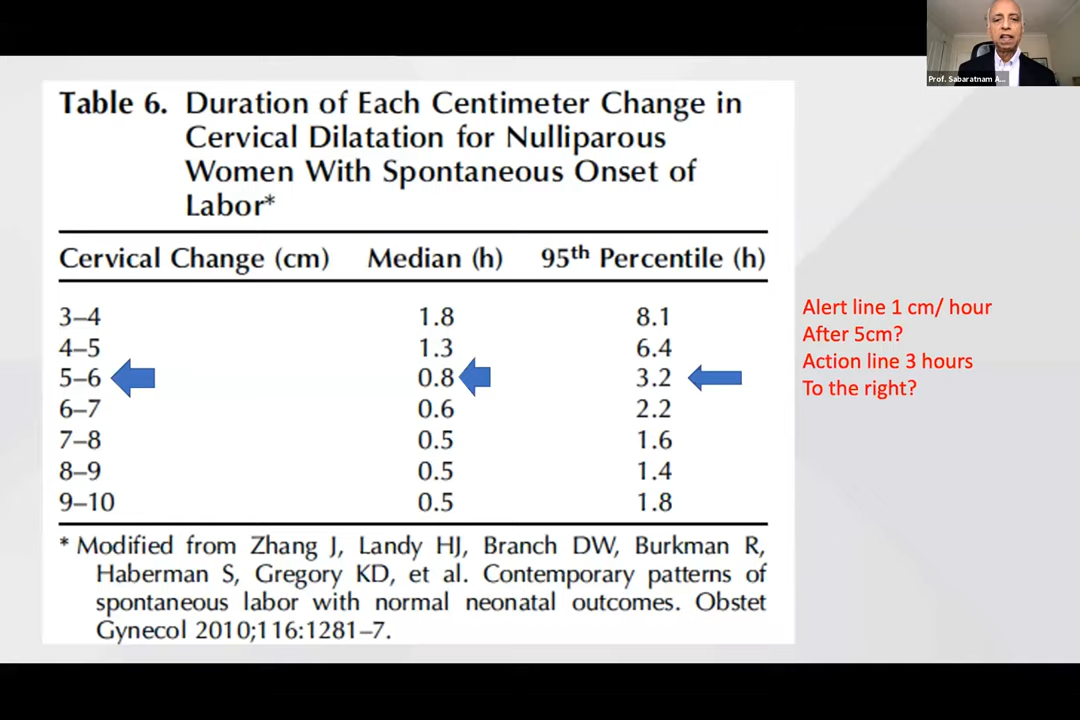 Prof. Sabaratnam A...
Table 6. Duration of Each Centimeter Change in
Cervical Dilatation for Nulliparous
Women With Spontaneous Onset of
Labor*
Cervical Change (cm) Median (h) 95th Percentile (h)
3–4 1.8 8.1
4–5 1.3 6.4
5–6 0.8 3.2
6–7 0.6 2.2
7–8 0.5 1.6
8–9 0.5 1.4
9–10 0.5 1.8
* Modified from Zhang J, Landy HJ, Branch DW, Burkman R,
Haberman S, Gregory KD, et al. Contemporary patterns of
spontaneous labor with normal neonatal outcomes. Obstet
Gynecol 2010;116:1281–7.
Alert line 1 cm/ hour
After 5cm?
Action line 3 hours
To the right?